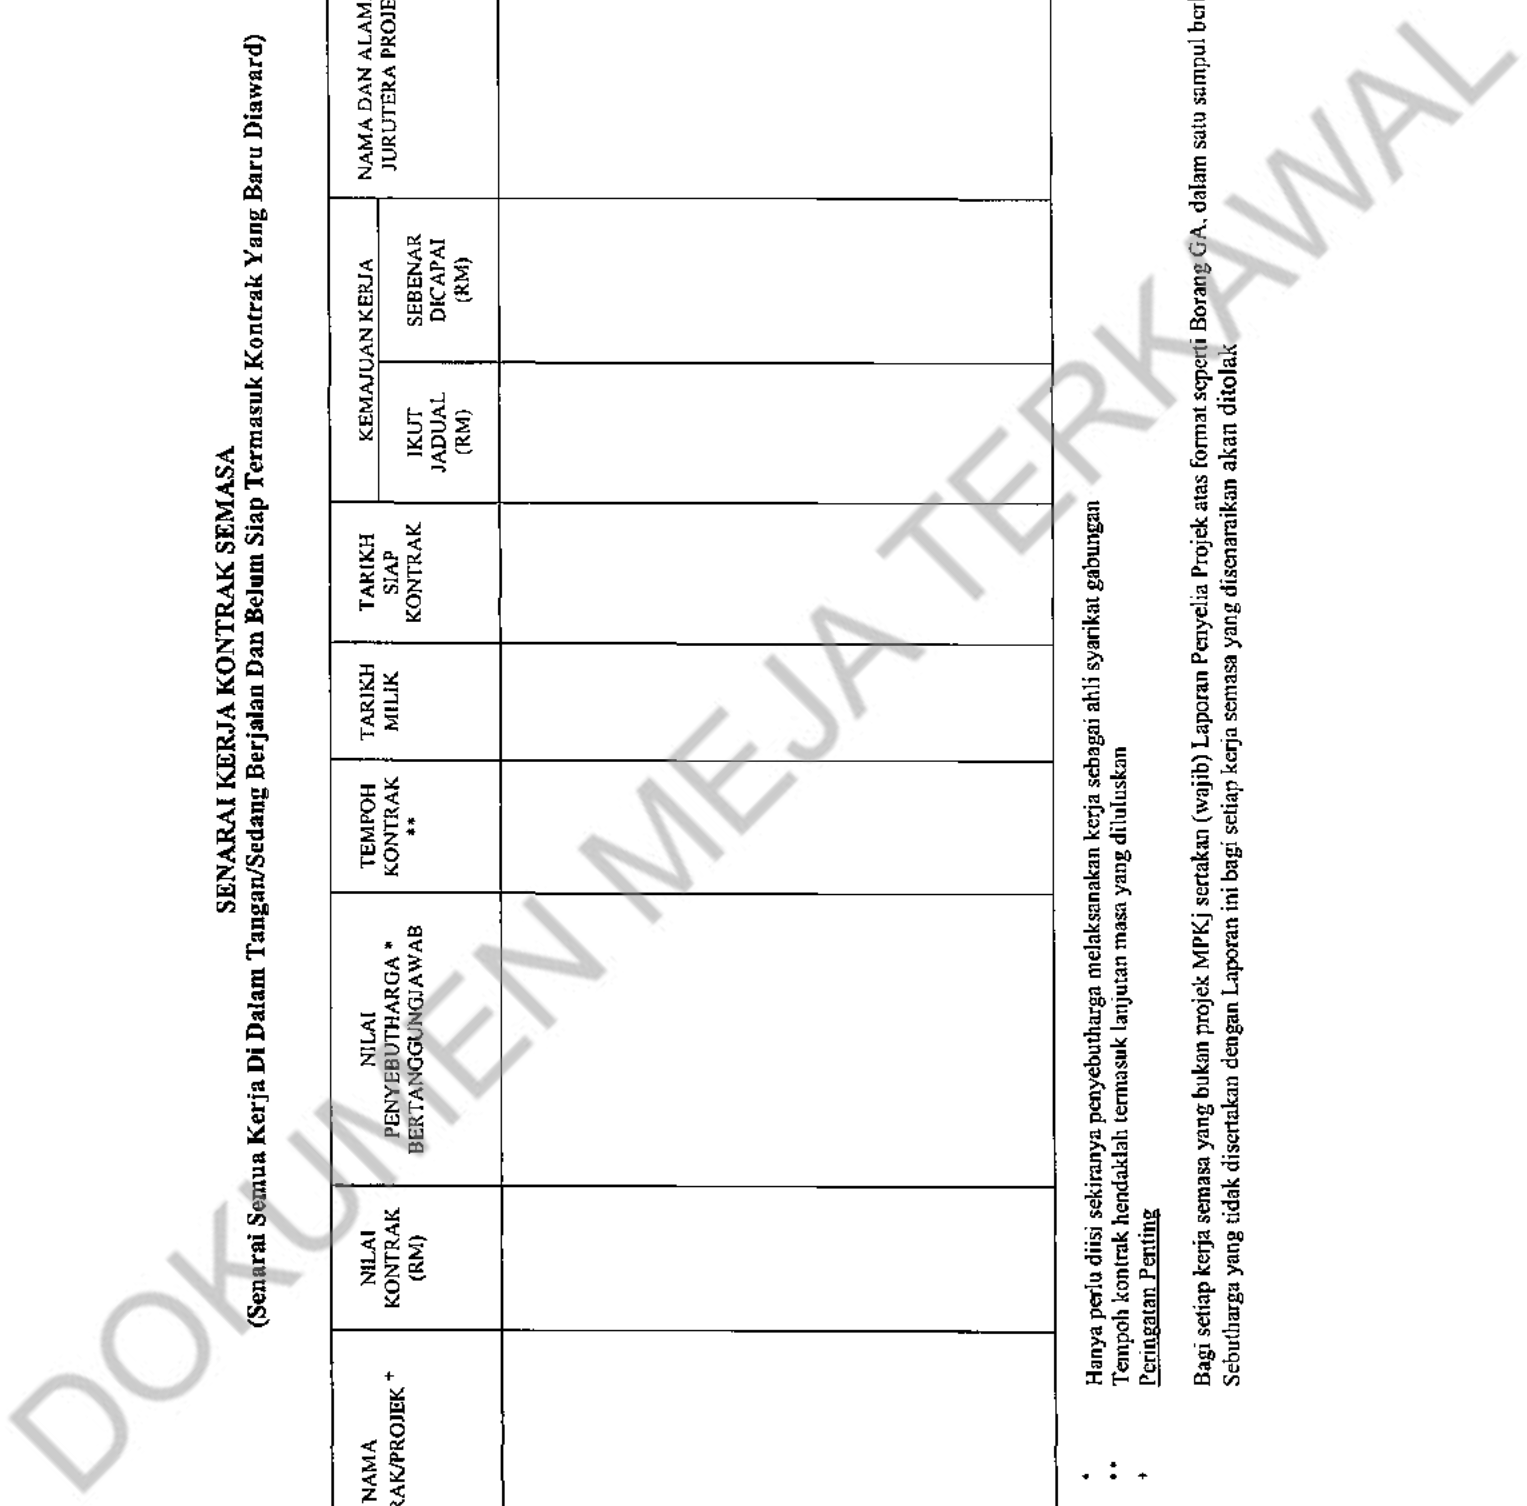 SENARAI KERJA KONTRAK SEMASA
(Senarai Semua Kerja Di Dalam Tangan/Sedang Berjalan Dan Belum Siap Termasuk Kontrak Yang Baru Diaward)
NAMA
RAK/PROJEK +
NILAI
KONTRAK
(RM)
NILAI
PENYEBUTHARGA *
BERTANGGUNGJAWAB
TEMPOH
KONTRAK
**
TARIKH
MILIK
TARIKH
SIAP
KONTRAK
KEMAJUAN KERJA
IKUT
JADUAL
(RM)
SEBENAR
DICAPAI
(RM)
NAMA DAN ALAM
JURUTERA PROJE
* Hanya perlu diisi sekiranya penyebutharga melaksanakan kerja sebagai ahli syarikat gabungan
** Tempoh kontrak hendaklah termasuk lanjutan masa yang diluluskan
+ Peringatan Penting
Bagi setiap kerja semasa yang bukan projek MPKj sertakan (wajib) Laporan Penyelia Projek atas format seperti Borang GA, dalam satu sampul ber
Sebutharga yang tidak disertakan dengan Laporan ini bagi setiap kerja semasa yang disenaraikan akan ditolak
DOKUMEN MEJA TERKAWAL